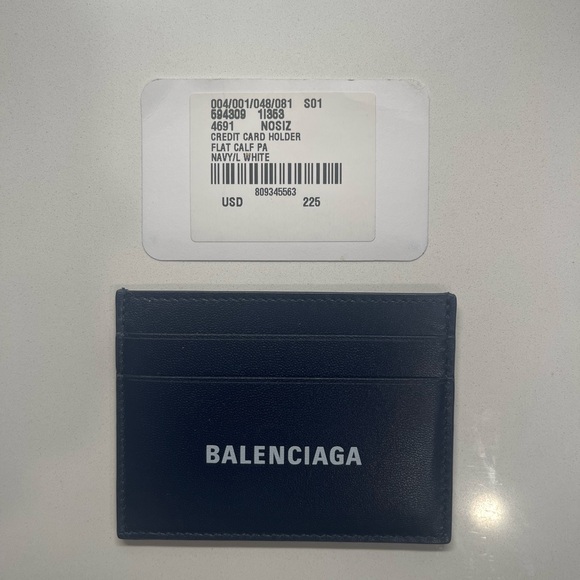 004/001/048/081 S01
594309 1I353
4691 NOSIZ
CREDIT CARD HOLDER
FLAT CALF PA
NAVY/L WHITE
809345563
USD 225
BALENCIAGA